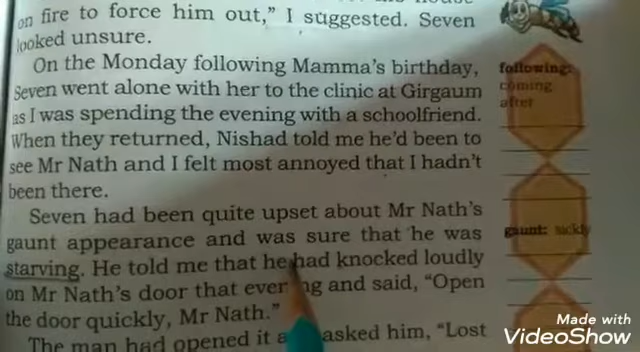 on fire to force him out,” I suggested. Seven
looked unsure.
On the Monday following Mamma’s birthday,
Seven went alone with her to the clinic at Girgaum
as I was spending the evening with a schoolfriend.
When they returned, Nishad told me he’d been to
see Mr Nath and I felt most annoyed that I hadn’t
been there.
Seven had been quite upset about Mr Nath’s
gaunt appearance and was sure that he was
starving. He told me that he had knocked loudly
on Mr Nath’s door that and said, “Open
the door quickly, Mr Nath.”
The man had opened it asked him, “Lost
following:
coming
after
gaunt: sickly
Made with
VideoShow